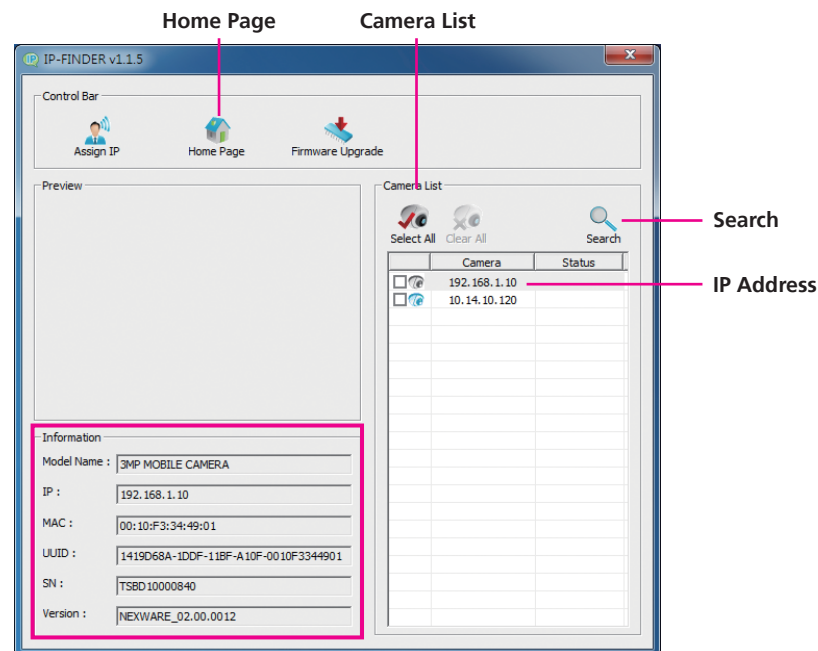 Home Page
Camera List
IP-FINDER v1.1.5
Control Bar
Assign IP
Home Page
Firmware Upgrade
Preview
Camera List
Select All
Clear All
Search
Search
Camera
Status
192.168.1.10
IP Address
10.14.10.120
Information
Model Name :
3MP MOBILE CAMERA
IP :
192.168.1.10
MAC :
00:10:F3:34:49:01
UUID :
1419D68A-1DDF-11BF-A10F-0010F3344901
SN :
TSBD10000840
Version :
NEXWARE_02.00.0012